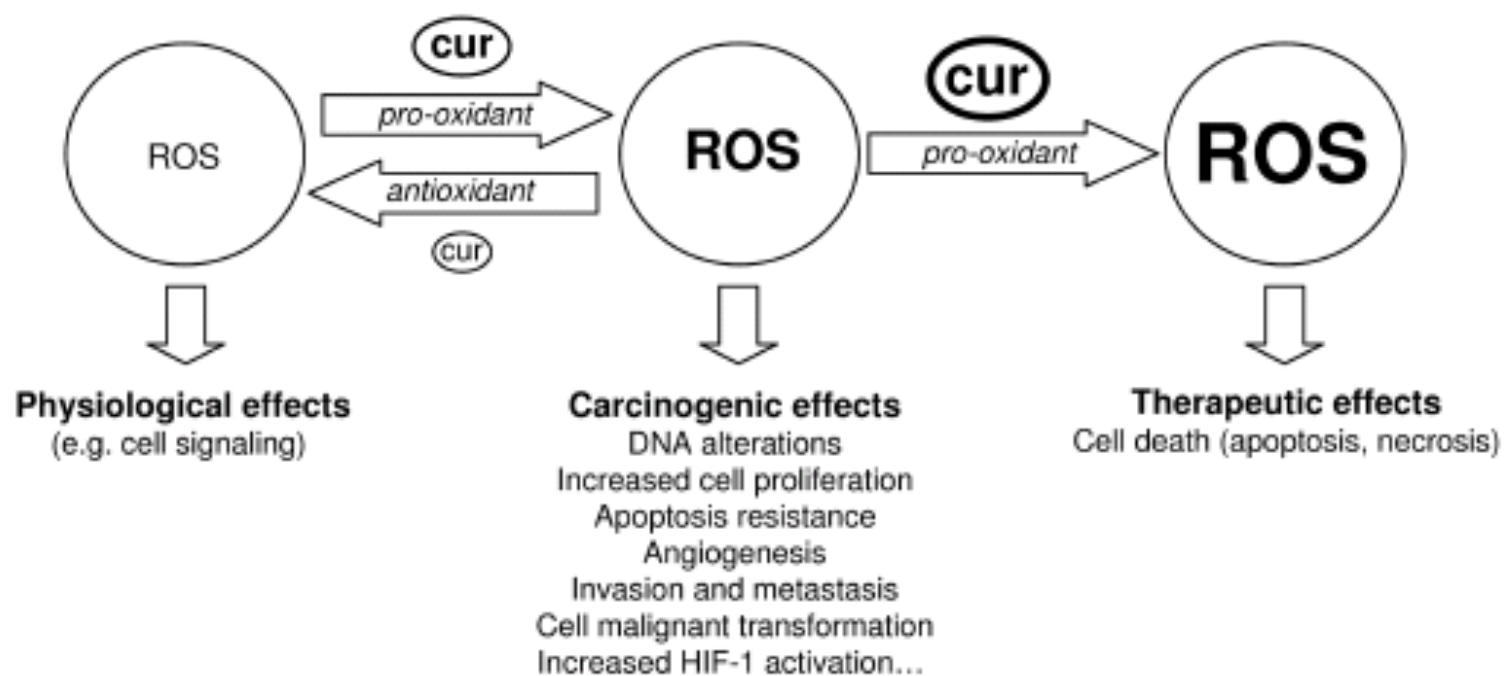 cur
cur
pro-oxidant
pro-oxidant
ROS
ROS
ROS
antioxidant
cur
Physiological effects
(e.g. cell signaling)
Carcinogenic effects
DNA alterations
Increased cell proliferation
Apoptosis resistance
Angiogenesis
Invasion and metastasis
Cell malignant transformation
Increased HIF-1 activation…
Therapeutic effects
Cell death (apoptosis, necrosis)